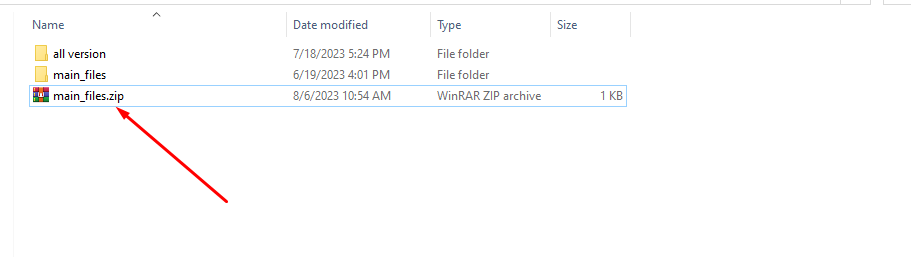 Name Date modified Type Size
all version 7/18/2023 5:24 PM File folder
main_files 6/19/2023 4:01 PM File folder
main_files.zip 8/6/2023 10:54 AM WinRAR ZIP archive 1 KB